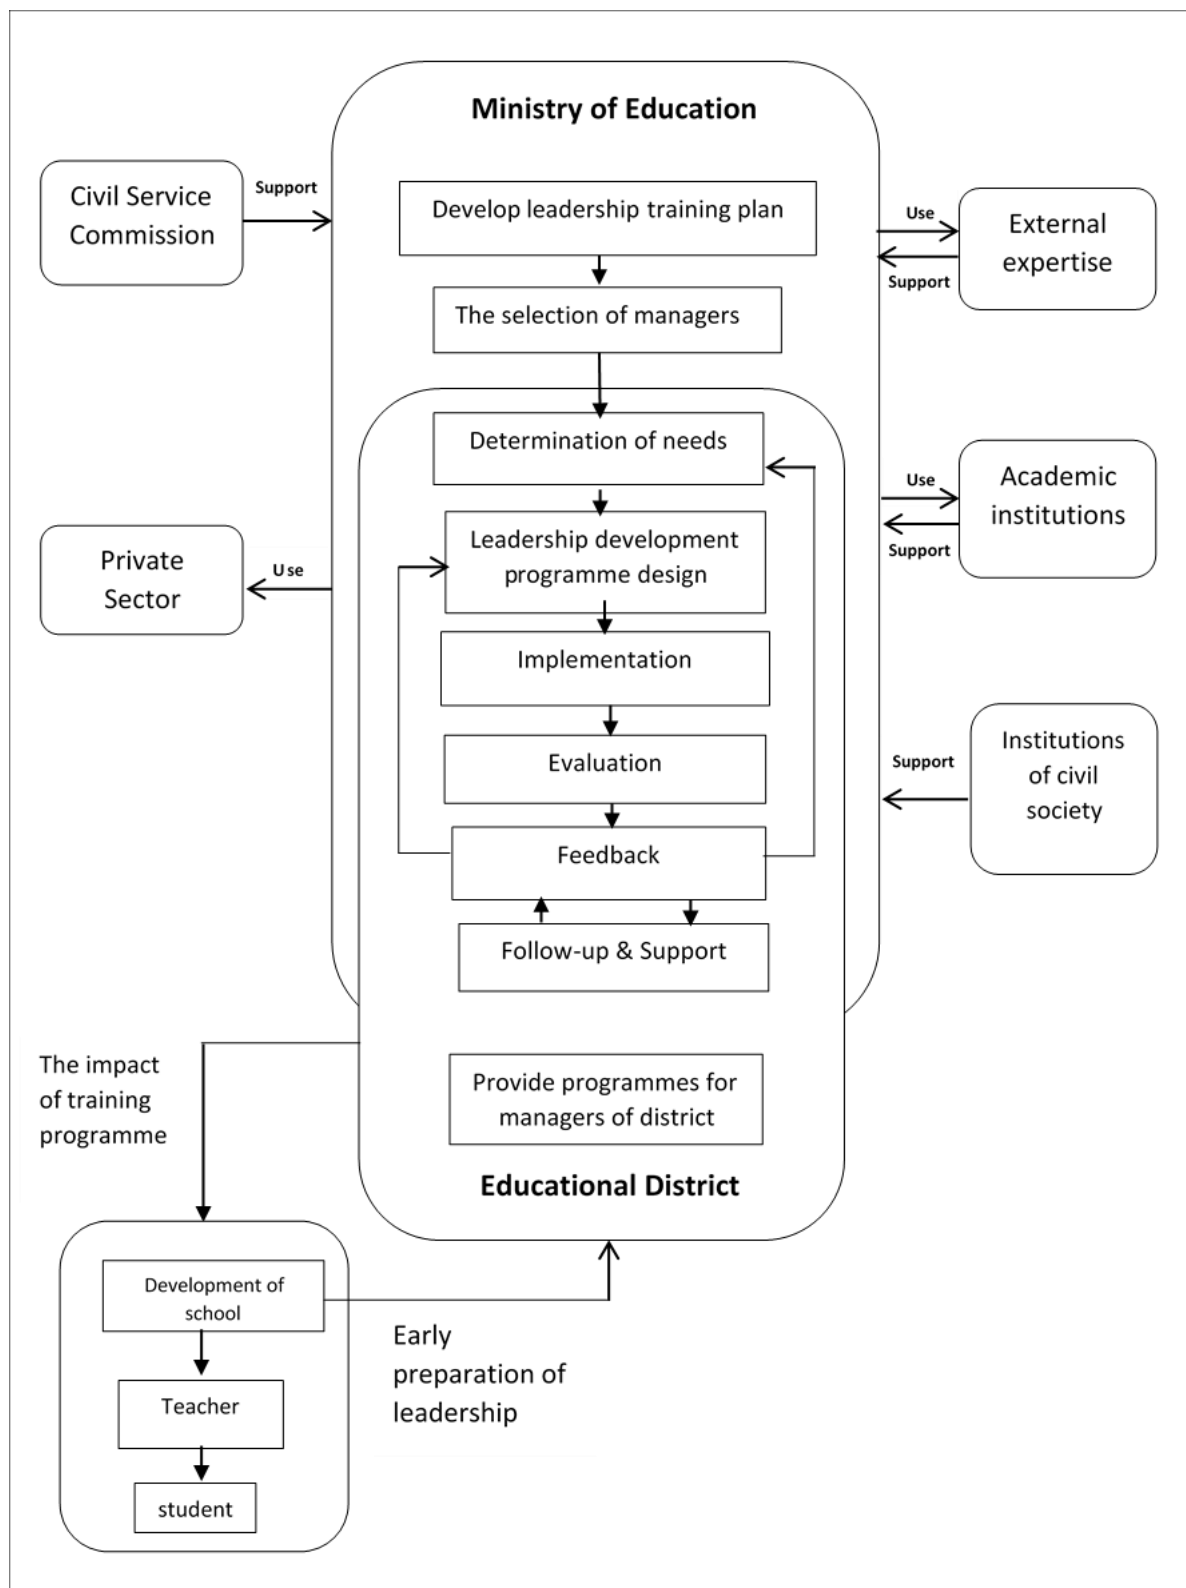 Ministry of Education
Civil Service
Commission
Support
Develop leadership training plan
Use
External
expertise
Support
The selection of managers
Determination of needs
Use
Academic
institutions
Support
Private
Sector
Use
Leadership development
programme design
Implementation
Evaluation
Support
Institutions
of civil
society
Feedback
Follow-up & Support
The impact
of training
programme
Provide programmes for
managers of district
Educational District
Development of
school
Early
preparation of
leadership
Teacher
student